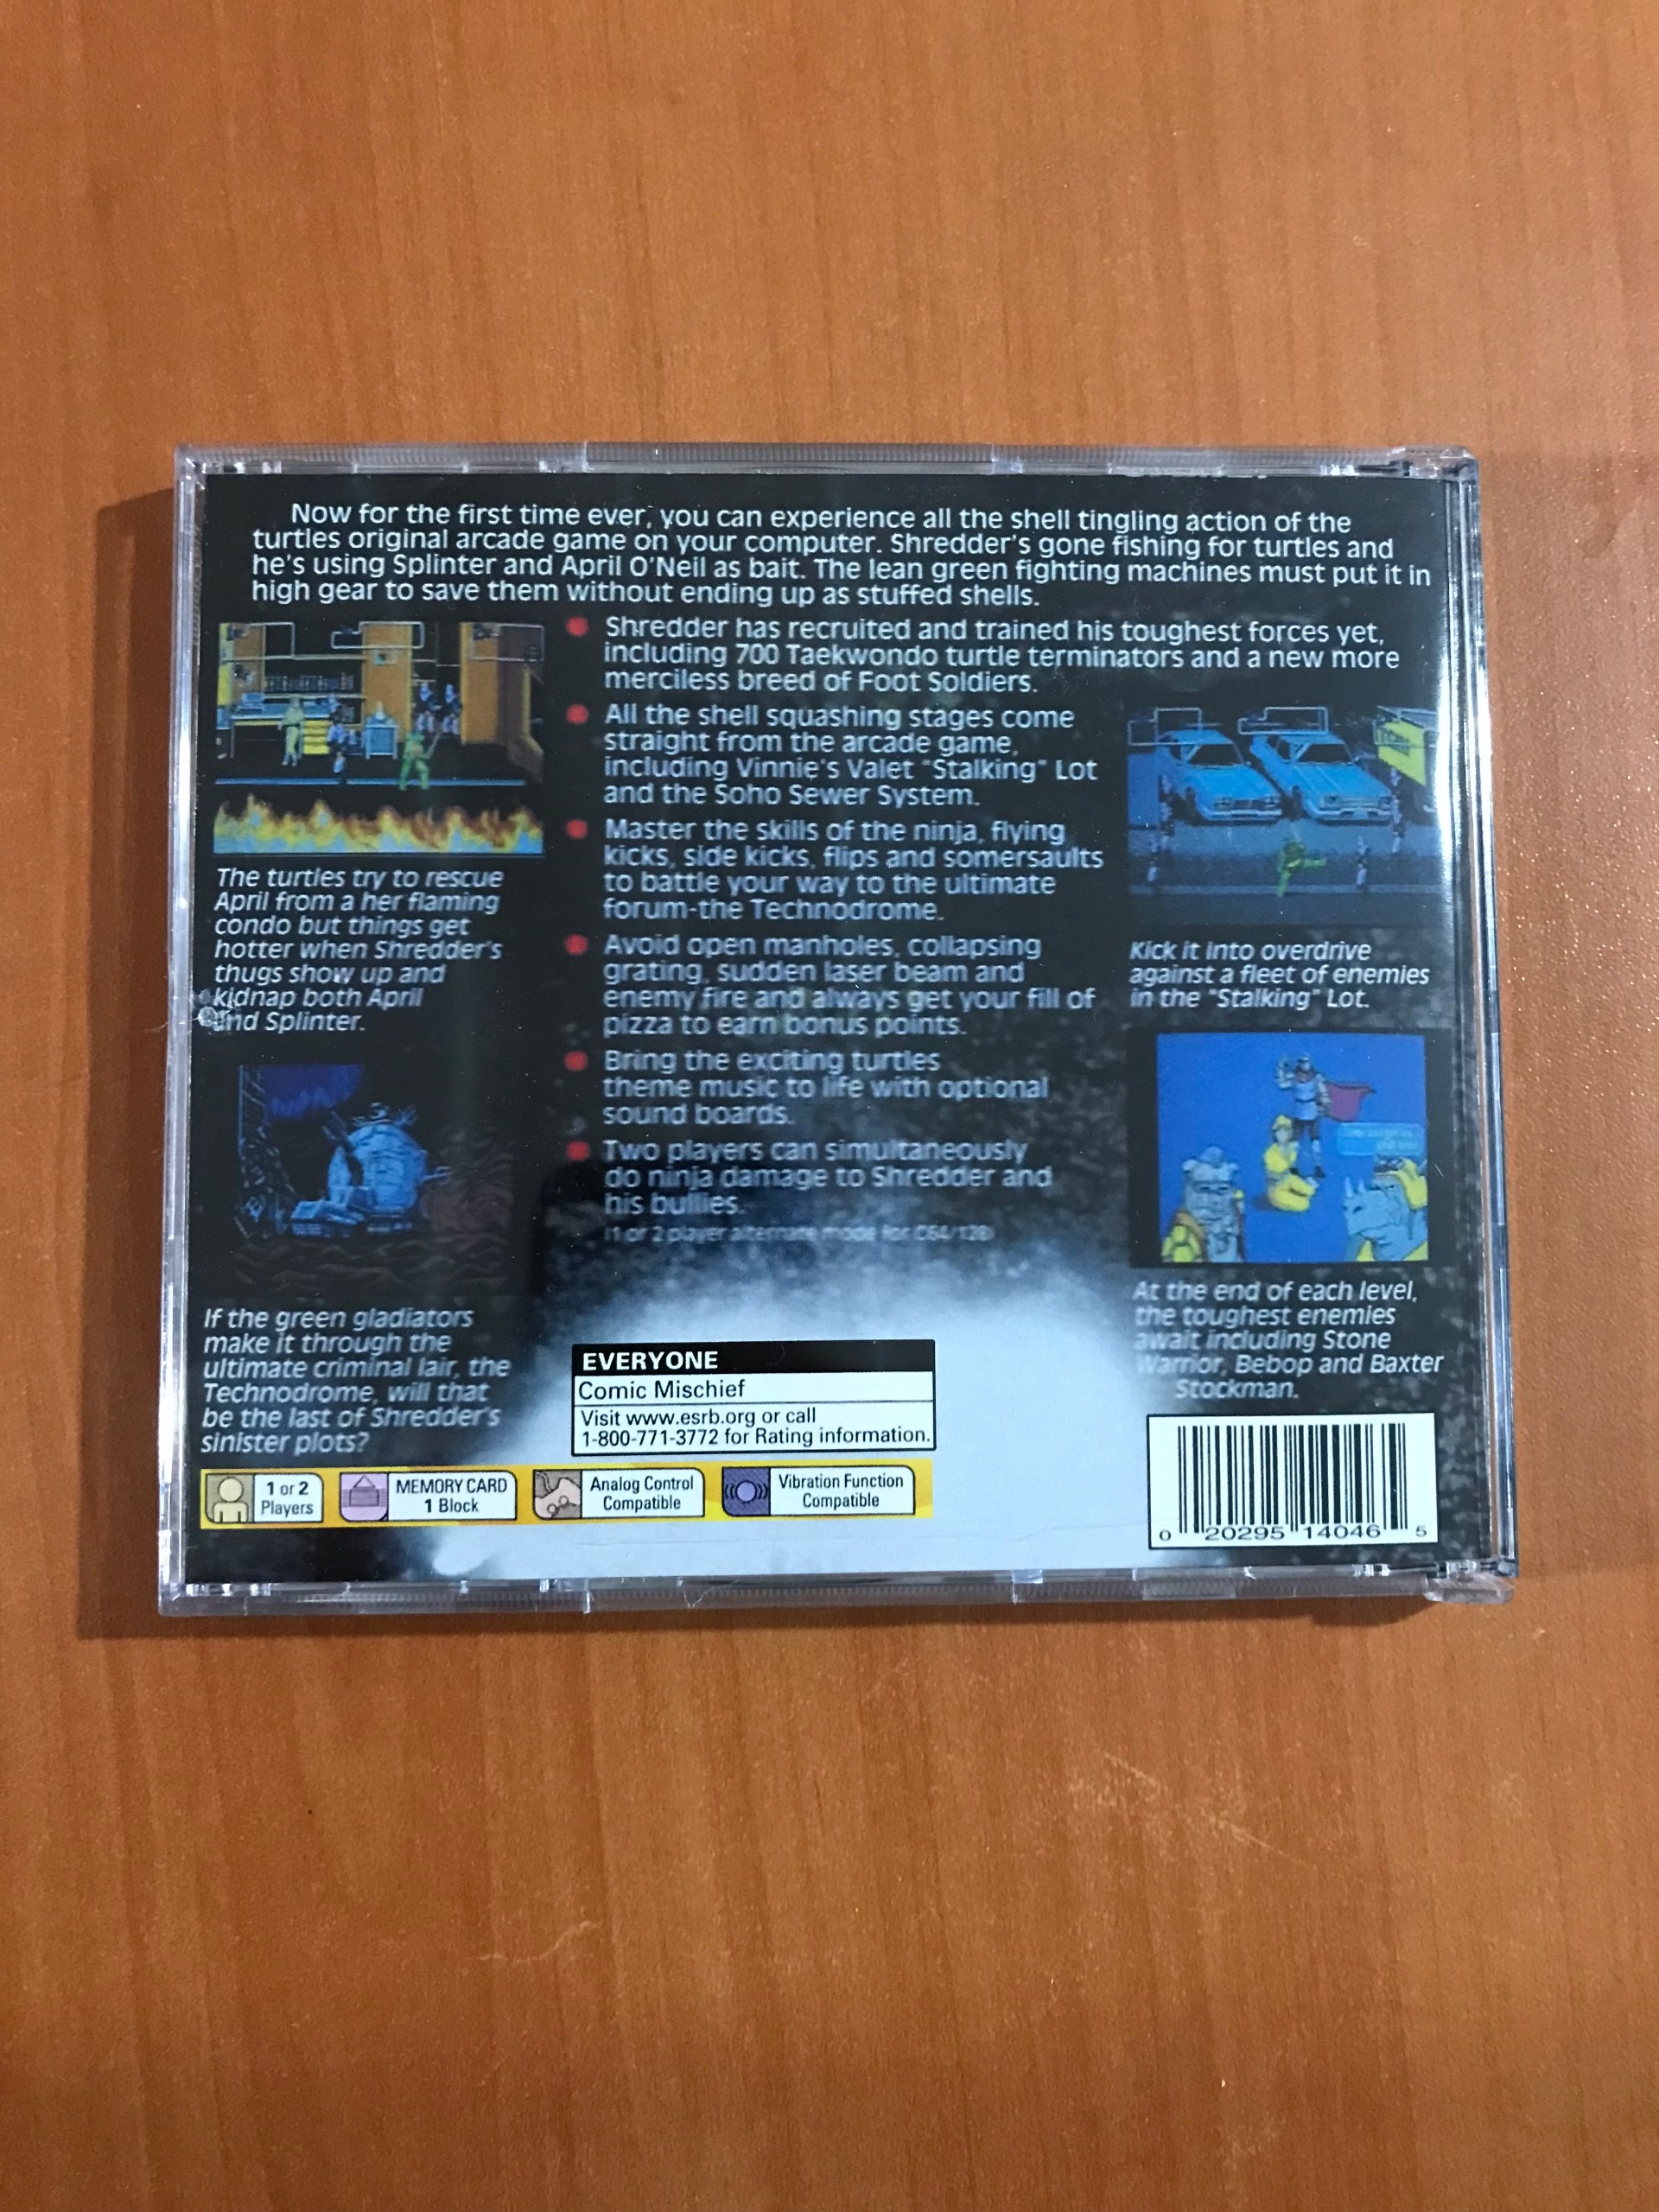 Now for the first time ever, you can experience all the shell tingling action of the
turtles original arcade game on your computer. Shredder's gone fishing for turtles and
he's using Splinter and April O'Neil as bait. The lean green fighting machines must put it in
high gear to save them without ending up as stuffed shells.
Shredder has recruited and trained his toughest forces yet,
including 700 Taekwondo turtle terminators and a new more
merciless breed of Foot Soldiers.
All the shell squashing stages come
straight from the arcade game,
including Vinnie's Valet "Stalking" Lot
and the Soho Sewer System.
Master the skills of the ninja, flying
kicks, side kicks, flips and somersaults
to battle your way to the ultimate
forum-the Technodrome.
Avoid open manholes, collapsing
grating, sudden laser beam and
enemy fire and always get your fill of
pizza to earn bonus points.
Bring the exciting turtles
theme music to life with optional
sound boards.
Two players can simultaneously
do ninja damage to Shredder and
his bullies.
(1 or 2 player alternate mode for C64/128)
The turtles try to rescue
April from a her flaming
condo but things get
hotter when Shredder's
thugs show up and
kidnap both April
and Splinter.
If the green gladiators
make it through the
ultimate criminal lair, the
Technodrome, will that
be the last of Shredder's
sinister plots?
Kick it into overdrive
against a fleet of enemies
in the "Stalking" Lot.
At the end of each level,
the toughest enemies
await including Stone
Warrior, Bebop and Baxter
Stockman.
EVERYONE
Comic Mischief
Visit www.esrb.org or call
1-800-771-3772 for Rating information.
1 or 2
Players
MEMORY CARD
1 Block
Analog Control
Compatible
Vibration Function
Compatible
0 20295 14046 5